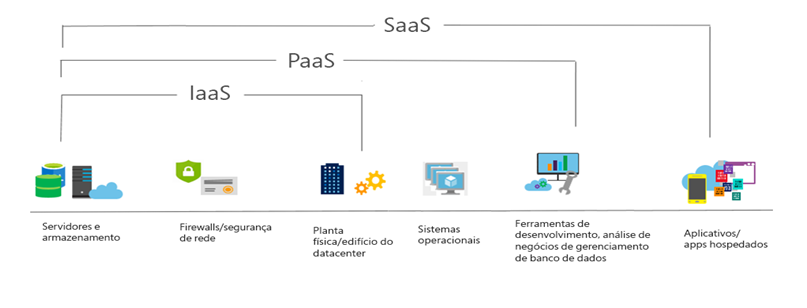 SaaS
PaaS
IaaS
Servidores e
armazenamento
Firewalls/segurança
de rede
Planta
física/edifício do
datacenter
Sistemas
operacionais
Ferramentas de
desenvolvimento, análise de
negócios de gerenciamento
de banco de dados
Aplicativos/
apps hospedados